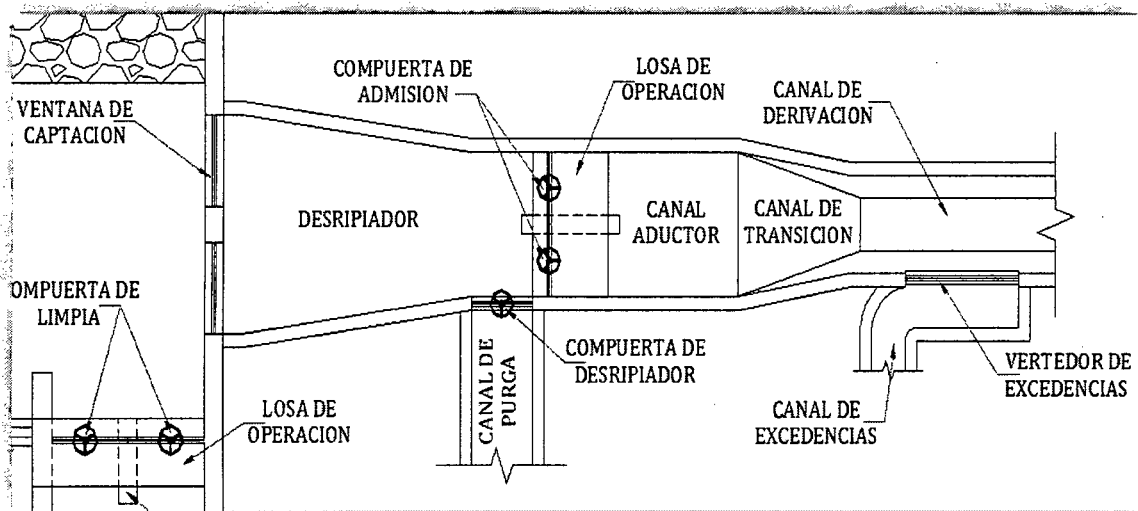 COMPUERTA DE
ADMISION
LOSA DE
OPERACION
CANAL DE
DERIVACION
VENTANA DE
CAPTACION
DESRIPIADOR
CANAL
ADUCTOR
CANAL DE
TRANSICION
OMPUERTA DE
LIMPIA
COMPUERTA DE
DESRIPIADOR
VERTEDOR DE
EXCEDENCIAS
LOSA DE
OPERACION
CANAL DE
PURGA
CANAL DE
EXCEDENCIAS